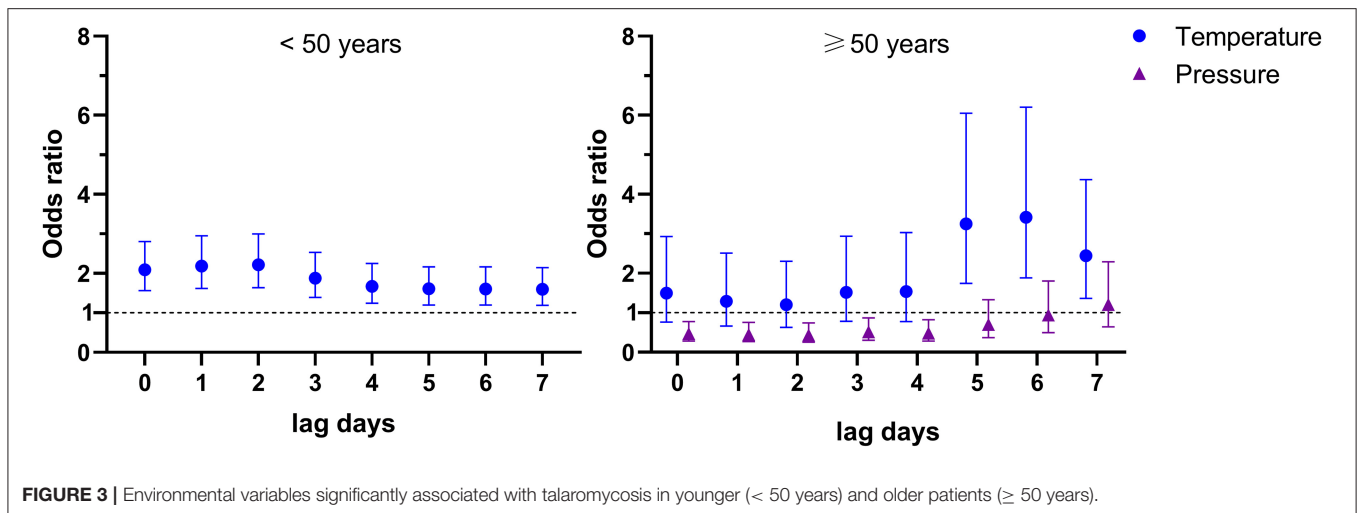 < 50 years
Odds ratio
8
6
4
2
1
0
0 1 2 3 4 5 6 7
lag days
⩾ 50 years
Odds ratio
8
6
4
2
1
0
0 1 2 3 4 5 6 7
lag days
Temperature
Pressure
FIGURE 3 | Environmental variables significantly associated with talaromycosis in younger (< 50 years) and older patients (≥ 50 years).